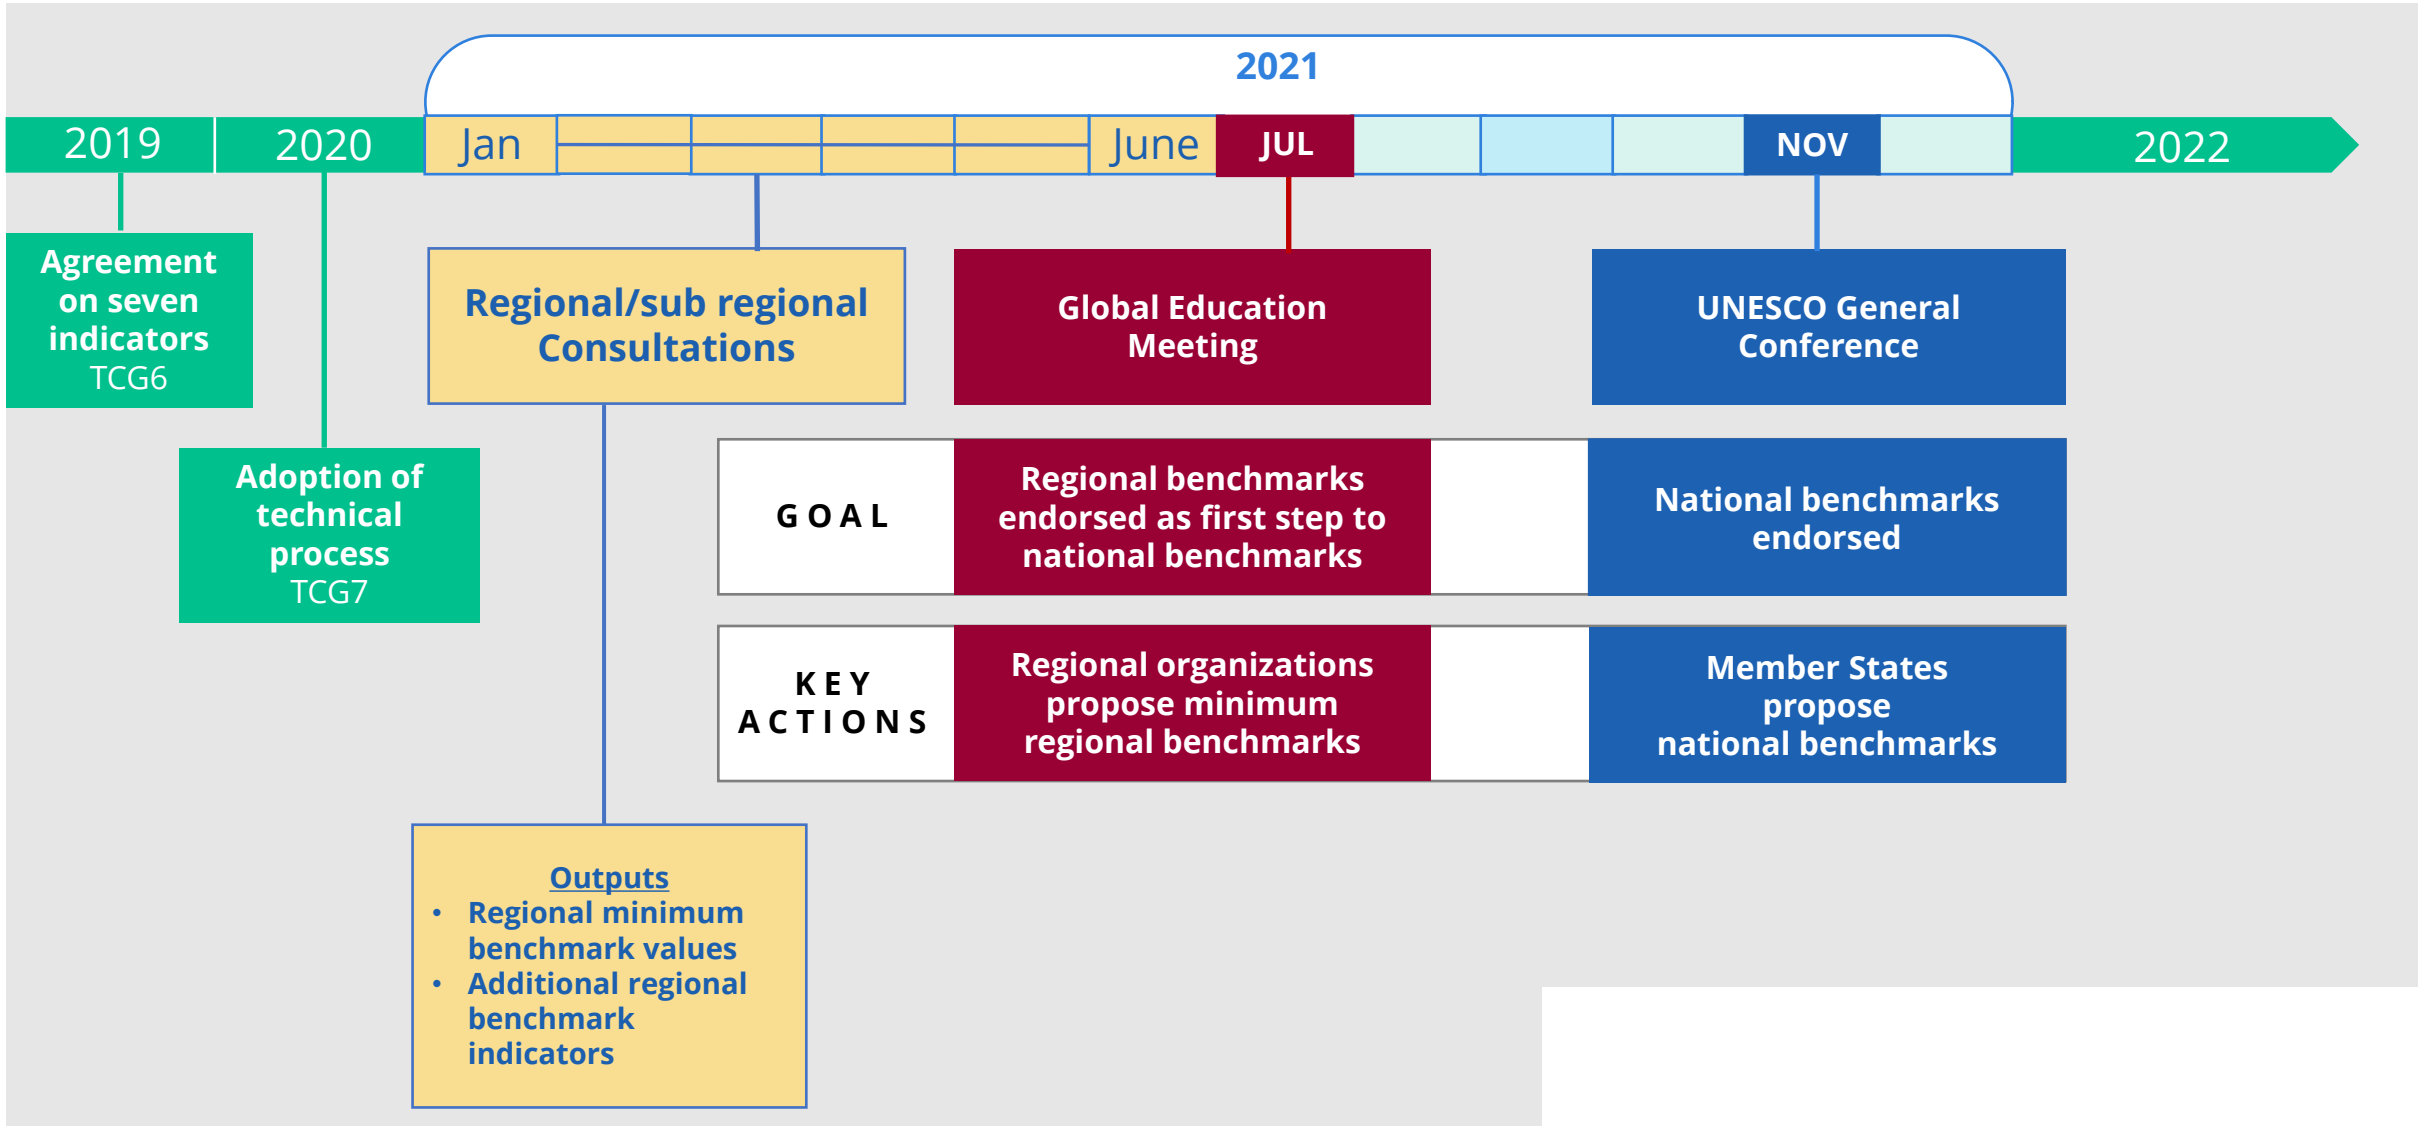 2021
2019
2020
Jan
June
JUL
NOV
2022
Agreement
on seven
indicators
TCG6
Adoption of
technical
process
TCG7
Regional/sub regional
Consultations
Global Education
Meeting
UNESCO General
Conference
GOAL
Regional benchmarks
endorsed as first step to
national benchmarks
National benchmarks
endorsed
KEY
ACTIONS
Regional organizations
propose minimum
regional benchmarks
Member States
propose
national benchmarks
Outputs
• Regional minimum
benchmark values
• Additional regional
benchmark
indicators